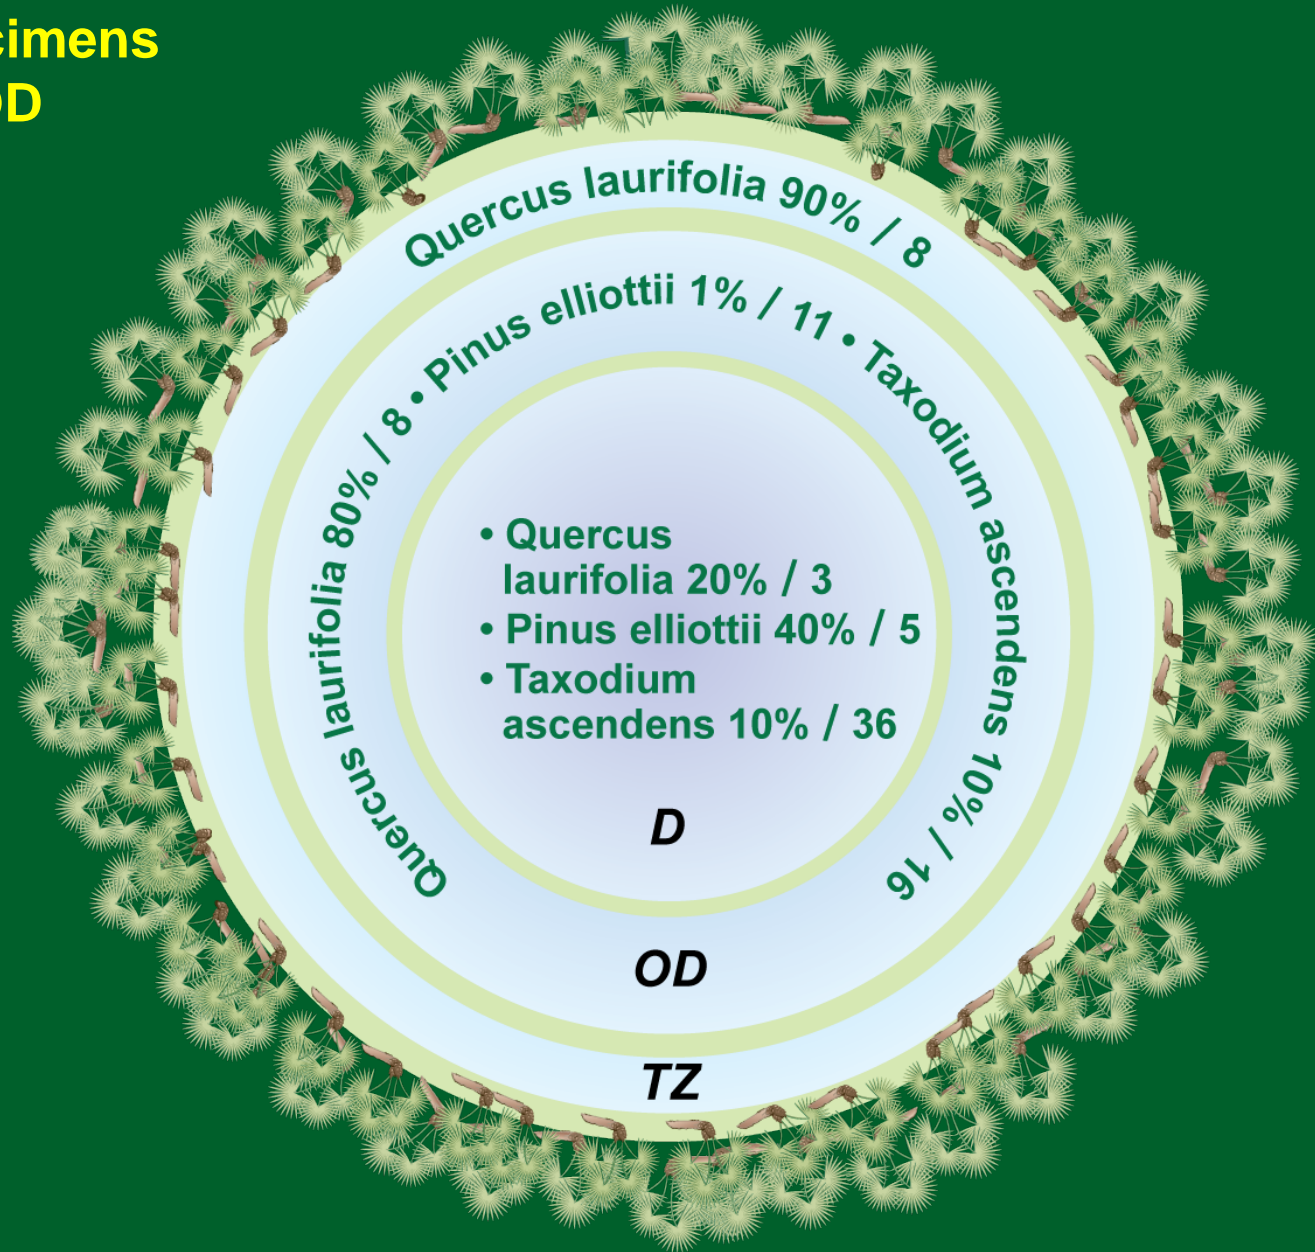 cimens
OD
Quercus laurifolia 90% / 8
Quercus laurifolia 80% / 8 • Pinus elliottii 1% / 11 • Taxodium ascendens 10% / 16
• Quercus
laurifolia 20% / 3
• Pinus elliottii 40% / 5
• Taxodium
ascendens 10% / 36
D
OD
TZ